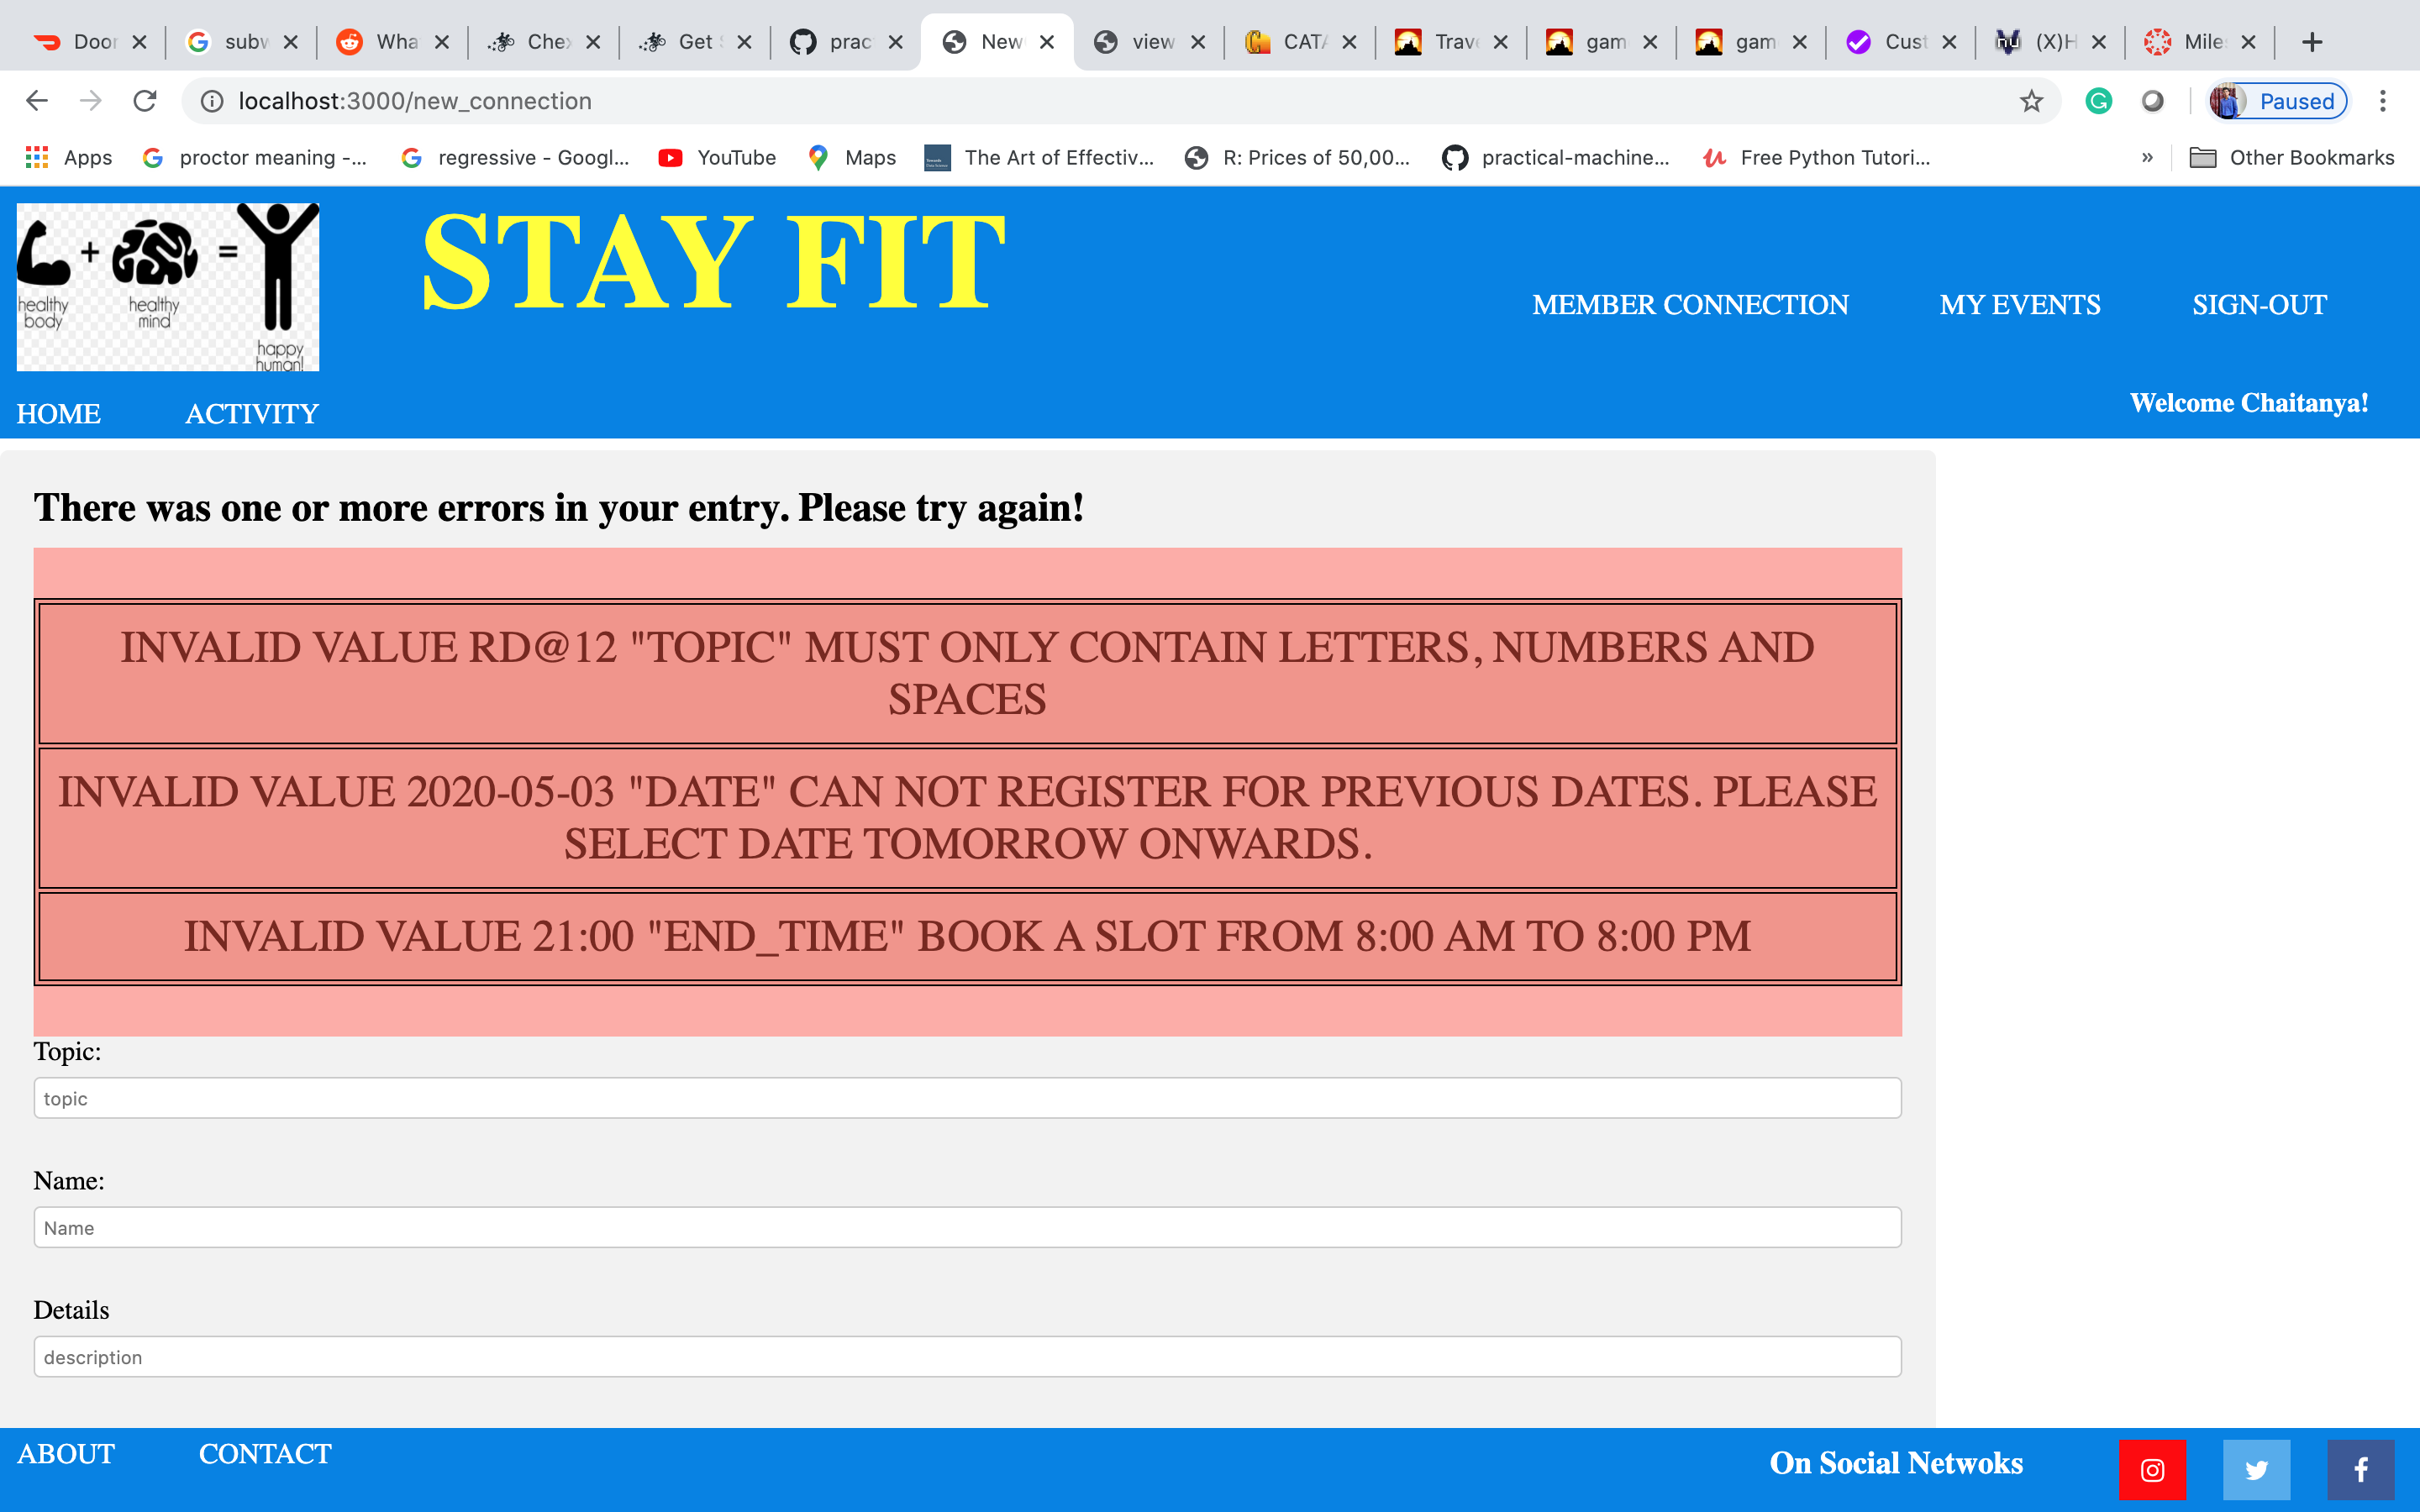 Door
subw
Wha
Che
Get
prac
New
view
CAT
Trav
gam
gam
Cust
(X)H
Mile
localhost:3000/new_connection
Paused
Apps
proctor meaning -...
regressive - Googl...
YouTube
Maps
The Art of Effectiv...
R: Prices of 50,00...
practical-machine...
Free Python Tutori...
»
Other Bookmarks
healthy body
healthy mind
happy human!
STAY FIT
MEMBER CONNECTION
MY EVENTS
SIGN-OUT
HOME
ACTIVITY
Welcome Chaitanya!
There was one or more errors in your entry. Please try again!
INVALID VALUE RD@12 "TOPIC" MUST ONLY CONTAIN LETTERS, NUMBERS AND
SPACES
INVALID VALUE 2020-05-03 "DATE" CAN NOT REGISTER FOR PREVIOUS DATES. PLEASE
SELECT DATE TOMORROW ONWARDS.
INVALID VALUE 21:00 "END_TIME" BOOK A SLOT FROM 8:00 AM TO 8:00 PM
Topic:
topic
Name:
Name
Details
description
ABOUT
CONTACT
On Social Netwoks